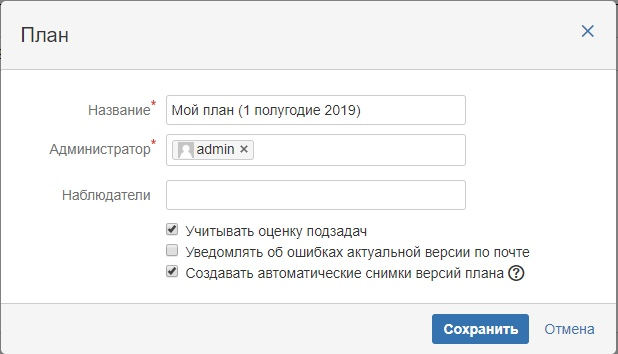 План
Название*
Мой план (1 полугодие 2019)
Администратор*
admin
Наблюдатели
Учитывать оценку подзадач
Уведомлять об ошибках актуальной версии по почте
Создавать автоматические снимки версий плана ?
Сохранить
Отмена